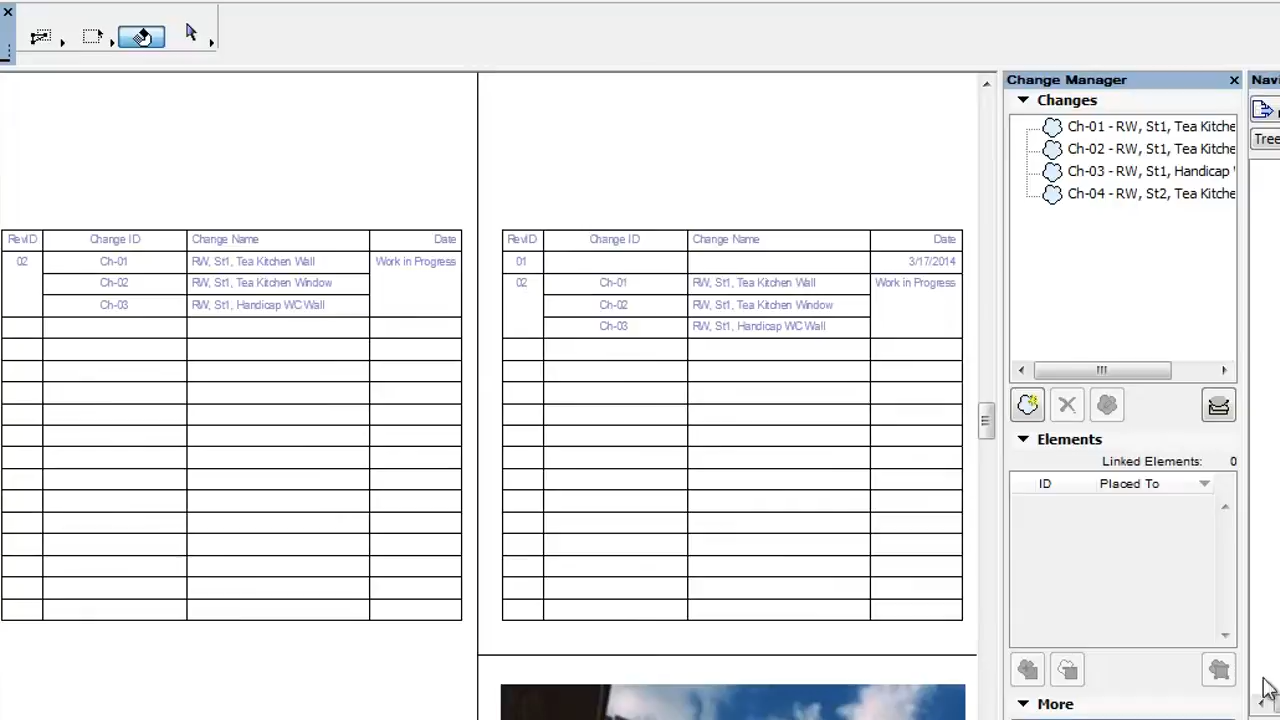 Change Manager
Navi
Changes
Ch-01 - RW, St1, Tea Kitche
Ch-02 - RW, St1, Tea Kitche
Tree
Ch-03 - RW, St1, Handicap
Ch-04 - RW, St2, Tea Kitche
RevID Change ID Change Name Date
02 Ch-01 RW, St1, Tea Kitchen Wall Work in Progress
Ch-02 RW, St1, Tea Kitchen Window
Ch-03 RW, St1, Handicap WC Wall
RevID Change ID Change Name Date
01 3/17/2014
02 Ch-01 RW, St1, Tea Kitchen Wall Work in Progress
Ch-02 RW, St1, Tea Kitchen Window
Ch-03 RW, St1, Handicap WC Wall
Elements
Linked Elements: 0
ID Placed To
More